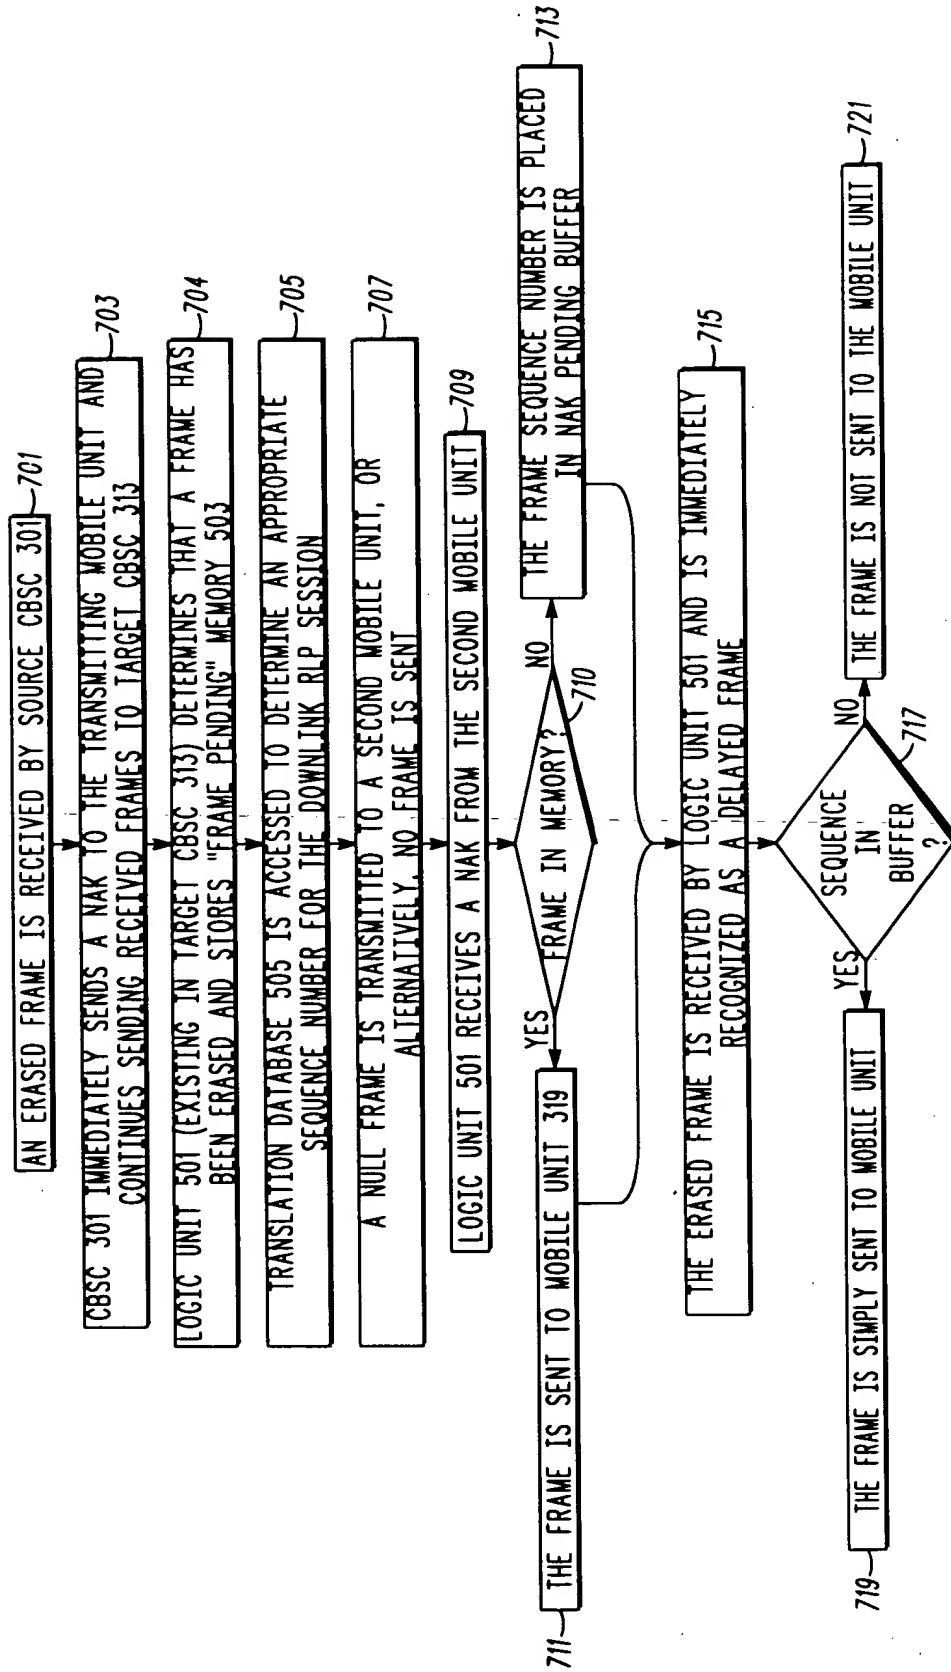 AN ERASED FRAME IS RECEIVED BY SOURCE CBSC 301
701
CBSC 301 IMMEDIATELY SENDS A NAK TO THE TRANSMITTING MOBILE UNIT AND
CONTINUES SENDING RECEIVED FRAMES TO TARGET CBSC 313
703
LOGIC UNIT 501 (EXISTING IN TARGET CBSC 313) DETERMINES THAT A FRAME HAS
BEEN ERASED AND STORES "FRAME PENDING" MEMORY 503
704
TRANSLATION DATABASE 505 IS ACCESSED TO DETERMINE AN APPROPRIATE
SEQUENCE NUMBER FOR THE DOWNLINK RLP SESSION
705
A NULL FRAME IS TRANSMITTED TO A SECOND MOBILE UNIT, OR
ALTERNATIVELY, NO FRAME IS SENT
707
LOGIC UNIT 501 RECEIVES A NAK FROM THE SECOND MOBILE UNIT
709
FRAME IN MEMORY?
710
YES
NO
711
THE FRAME IS SENT TO MOBILE UNIT 319
THE FRAME SEQUENCE NUMBER IS PLACED
IN NAK PENDING BUFFER
713
THE ERASED FRAME IS RECEIVED BY LOGIC UNIT 501 AND IS IMMEDIATELY
RECOGNIZED AS A DELAYED FRAME
715
SEQUENCE
IN
BUFFER
?
717
YES
NO
719
THE FRAME IS SIMPLY SENT TO MOBILE UNIT
THE FRAME IS NOT SENT TO THE MOBILE UNIT
721